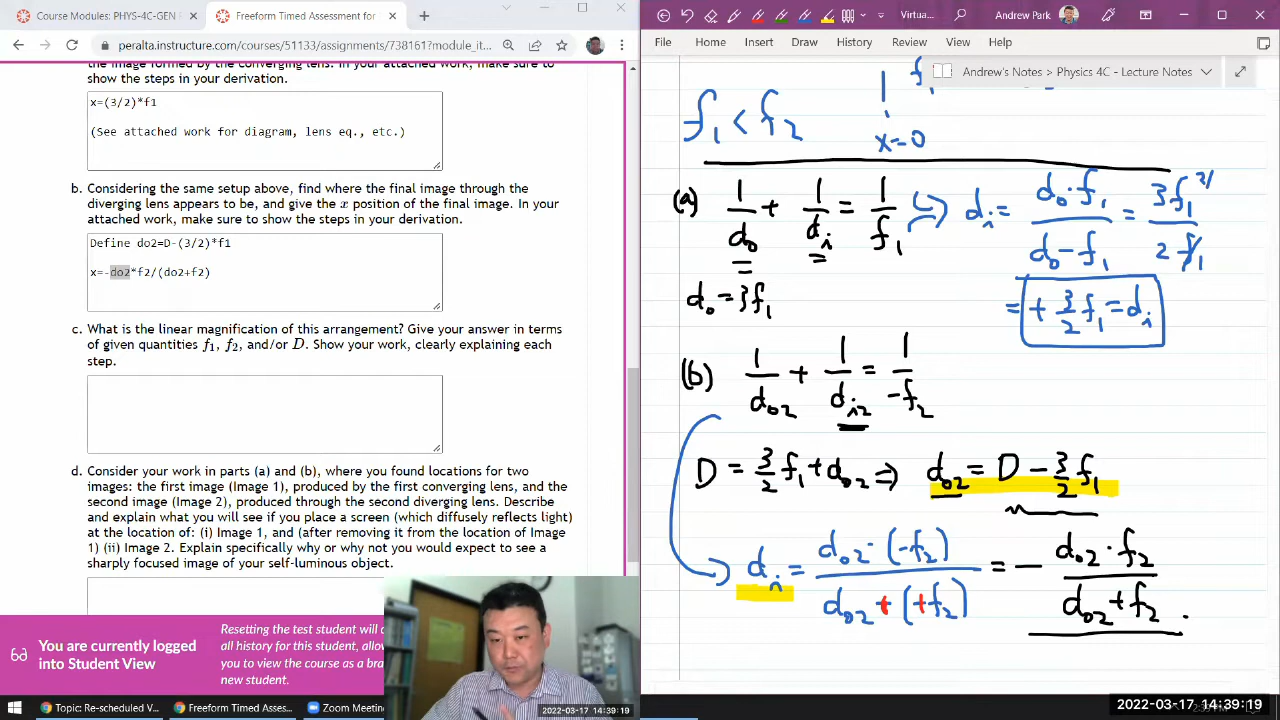 Course Modules: PHYS-4C-GEN
Freeform Timed Assessment for
peralta.instructure.com/courses/51133/assignments/738161?module_it...
the image formed by the converging lens. In your attached work, make sure to
show the steps in your derivation.
x=(3/2)*f1
(See attached work for diagram, lens eq., etc.)
b. Considering the same setup above, find where the final image through the
diverging lens appears to be, and give the x position of the final image. In your
attached work, make sure to show the steps in your derivation.
Define do2=D-(3/2)*f1
x=-do2*f2/(do2+f2)
c. What is the linear magnification of this arrangement? Give your answer in terms
of given quantities f₁, f₂, and/or D. Show your work, clearly explaining each
step.
d. Consider your work in parts (a) and (b), where you found locations for two
images: the first image (Image 1), produced by the first converging lens, and
the second image (Image 2), produced through the second diverging lens. Describe
and explain what you will see if you place a screen (which diffusely reflects light)
at the location of: (i) Image 1, and (after removing it from the location of Image
1) (ii) Image 2. Explain specifically why or why not you would expect to see a
sharply focused image of your self-luminous object.
You are currently logged
into Student View
Resetting the test student will c
all history for this student, allow
you to view the course as a bra
new student.
Topic: Re-scheduled V...
Freeform Timed Asses...
Zoom Meeting
2022-03-17 14:39:19
Virtua...
Andrew Park
File Home Insert Draw History Review View Help
Andrew's Notes > Physics 4C - Lecture Notes
f₁
f₁ < f₂
x=0
(a) 1/d₀ + 1/dᵢ = 1/f₁
dᵢ = d₀·f₁/(d₀-f₁) = 3f₁²/2f₁
d₀ = 3f₁
= + 3/2 f₁ = dᵢ
(b) 1/d₀₂ + 1/dᵢ₂ = 1/-f₂
D = 3/2 f₁ + d₀₂ ⇒ d₀₂ = D - 3/2 f₁
dᵢ = d₀₂·(-f₂)/(d₀₂+(+f₂)) = - d₀₂·f₂/(d₀₂+f₂).
2022-03-17 14:39:19